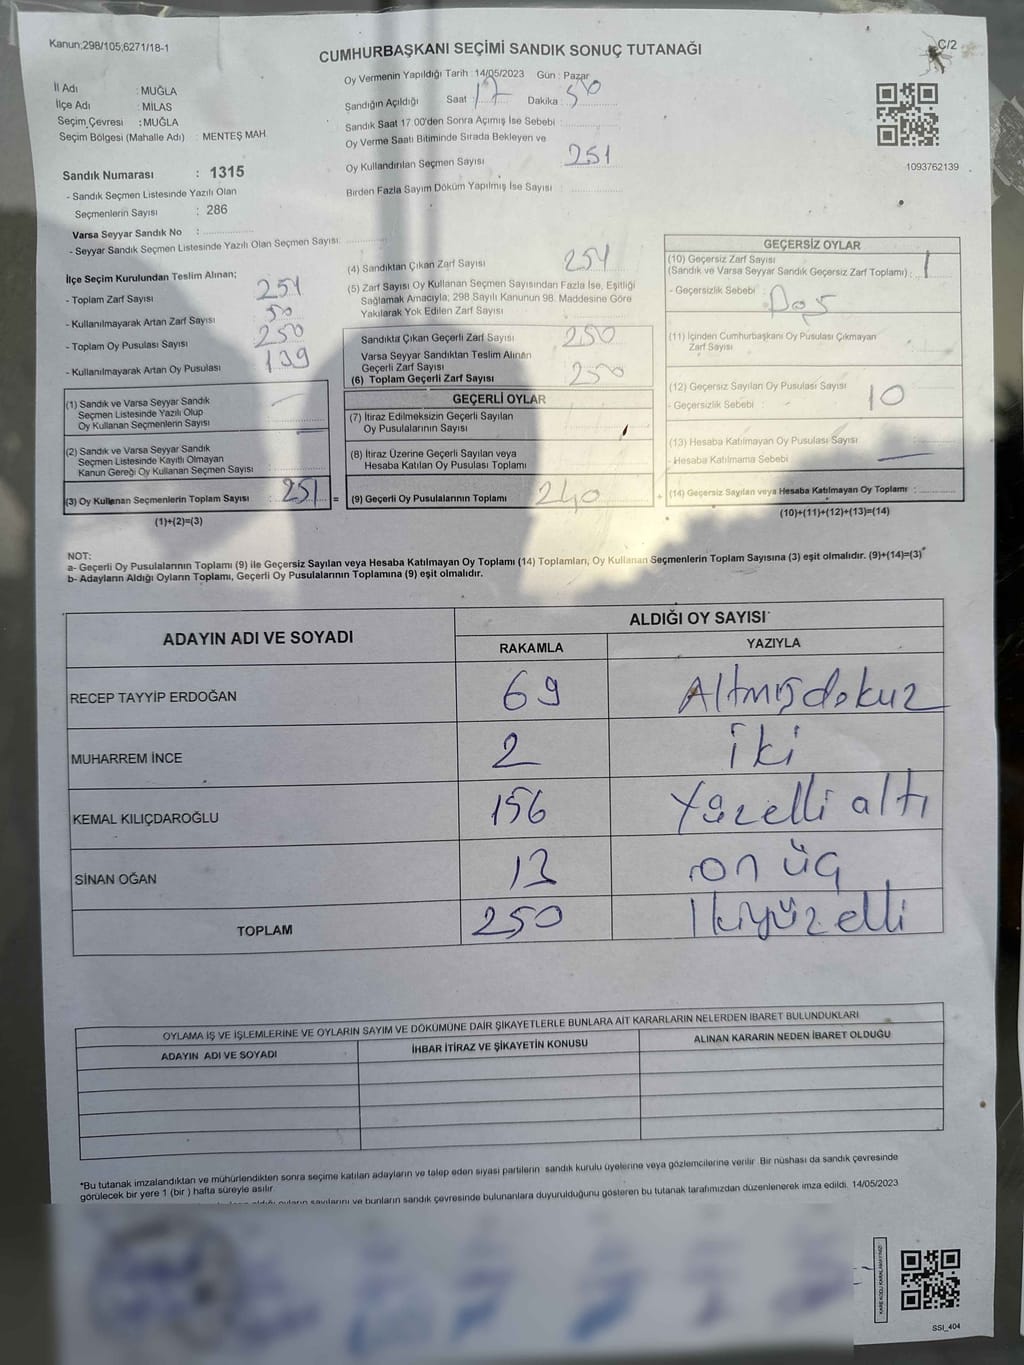 Kanun;298/105;6271/18-1
C/2
CUMHURBAŞKANI SEÇİMİ SANDIK SONUÇ TUTANAĞI
İl Adı : MUĞLA
İlçe Adı : MİLAS
Seçim Çevresi : MUĞLA
Seçim Bölgesi (Mahalle Adı) : MENTEŞ MAH.
Oy Vermenin Yapıldığı Tarih : 14/05/2023 Gün : Pazar
Sandığın Açıldığı Saat : 17 Dakika : 50
Sandık Saat 17.00'den Sonra Açımış İse Sebebi :
Oy Verme Saati Bitiminde Sırada Bekleyen ve
Oy Kullandırılan Seçmen Sayısı 251
Birden Fazla Sayım Döküm Yapılmış İse Sayısı :
1093762139
Sandık Numarası : 1315
- Sandık Seçmen Listesinde Yazılı Olan
Seçmenlerin Sayısı : 286
Varsa Seyyar Sandık No :
- Seyyar Sandık Seçmen Listesinde Yazılı Olan Seçmen Sayısı:
İlçe Seçim Kurulundan Teslim Alınan;
- Toplam Zarf Sayısı
- Kullanılmayarak Artan Zarf Sayısı 50
- Toplam Oy Pusulası Sayısı 250
- Kullanılmayarak Artan Oy Pusulası 139
(1) Sandık ve Varsa Seyyar Sandık
Seçmen Listesinde Yazılı Olup
Oy Kullanan Seçmenlerin Sayısı
(2) Sandık ve Varsa Seyyar Sandık
Seçmen Listesinde Kayıtlı Olmayan
Kanun Gereği Oy Kullanan Seçmen Sayısı
(3) Oy Kullanan Seçmenlerin Toplam Sayısı : 251 =
(1)+(2)=(3)
(4) Sandıktan Çıkan Zarf Sayısı
(5) Zarf Sayısı Oy Kullanan Seçmen Sayısından Fazla İse, Eşitliği
Sağlamak Amacıyla; 298 Sayılı Kanunun 98. Maddesine Göre
Yakılarak Yok Edilen Zarf Sayısı
Sandıkta Çıkan Geçerli Zarf Sayısı 250
Varsa Seyyar Sandıktan Teslim Alınan
Geçerli Zarf Sayısı
(6) Toplam Geçerli Zarf Sayısı 250
GEÇERLİ OYLAR
(7) İtiraz Edilmeksizin Geçerli Sayılan
Oy Pusulalarının Sayısı
(8) İtiraz Üzerine Geçerli Sayılan veya
Hesaba Katılan Oy Pusulası Toplamı
(9) Geçerli Oy Pusulalarının Toplamı 240 +
GEÇERSİZ OYLAR
(10) Geçersiz Zarf Sayısı
(Sandık ve Varsa Seyyar Sandık Geçersiz Zarf Toplamı) : 1
- Geçersizlik Sebebi : Boş
(11) İçinden Cumhurbaşkanı Oy Pusulası Çıkmayan
Zarf Sayısı
(12) Geçersiz Sayılan Oy Pusulası Sayısı 10
- Geçersizlik Sebebi :
(13) Hesaba Katılmayan Oy Pusulası Sayısı
- Hesaba Katılmama Sebebi
(14) Geçersiz Sayılan veya Hesaba Katılmayan Oy Toplamı :
(10)+(11)+(12)+(13)=(14)
NOT:
a- Geçerli Oy Pusulalarının Toplamı (9) ile Geçersiz Sayılan veya Hesaba Katılmayan Oy Toplamı (14) Toplamları, Oy Kullanan Seçmenlerin Toplam Sayısına (3) eşit olmalıdır. (9)+(14)=(3)
b- Adayların Aldığı Oyların Toplamı, Geçerli Oy Pusulalarının Toplamına (9) eşit olmalıdır.
ADAYIN ADI VE SOYADI
ALDIĞI OY SAYISI
RAKAMLA YAZIYLA
RECEP TAYYİP ERDOĞAN 69 Altmışdokuz
MUHARREM İNCE 2 iki
KEMAL KILIÇDAROĞLU 156 Yüzelli altı
SİNAN OĞAN 13 on üç
TOPLAM 250 İkiyüzelli
OYLAMA İŞ VE İŞLEMLERİNE VE OYLARIN SAYIM VE DÖKÜMÜNE DAİR ŞİKAYETLERLE BUNLARA AİT KARARLARIN NELERDEN İBARET BULUNDUKLARI
ADAYIN ADI VE SOYADI İHBAR İTİRAZ VE ŞİKAYETİN KONUSU ALINAN KARARIN NEDEN İBARET OLDUĞU
*Bu tutanak imzalandıktan ve mühürlendikten sonra seçime katılan adayların ve talep eden siyasi partilerin sandık kurulu üyelerine veya gözlemcilerine verilir. Bir nüshası da sandık çevresinde
görülecek bir yere 1 (bir ) hafta süreyle asılır.
oyların sayılarını ve bunların sandık çevresinde bulunanlara duyurulduğunu gösteren bu tutanak tarafımızdan düzenlenerek imza edildi. 14/05/2023
KARE KODU KARALAMAYINIZ!
SSI_404